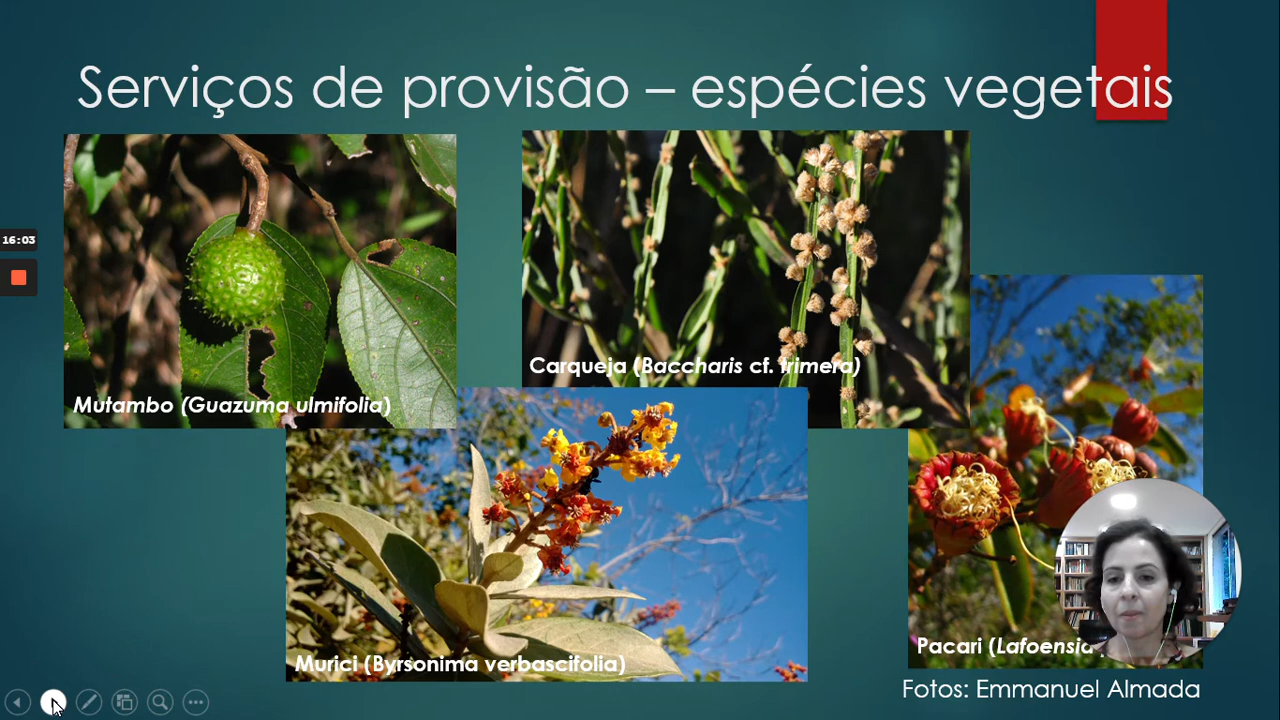 Serviços de provisão – espécies vegetais
16:03
Carqueja (Baccharis cf. trimera)
Mutambo (Guazuma ulmifolia)
Murici (Byrsonima verbascifolia)
Pacari (Lafoensia
Fotos: Emmanuel Almada